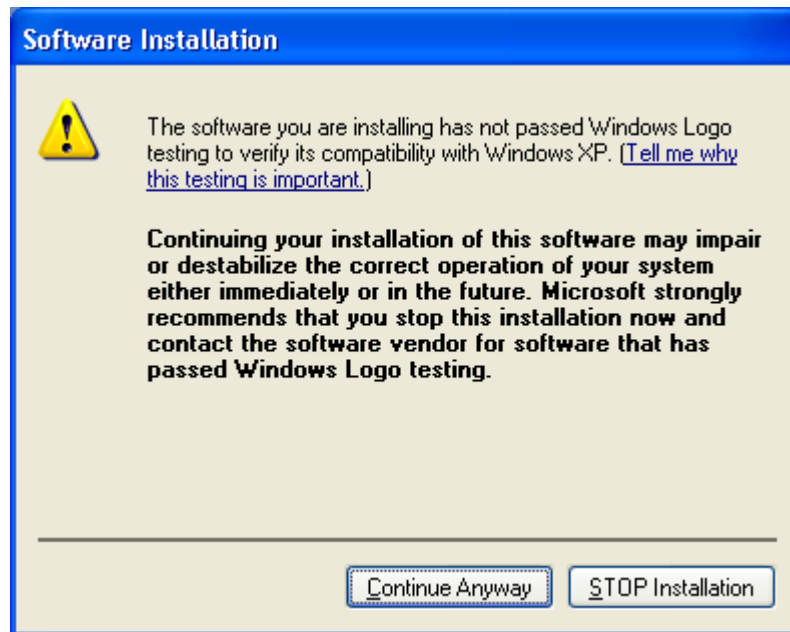 Software Installation
The software you are installing has not passed Windows Logo
testing to verify its compatibility with Windows XP. (Tell me why
this testing is important.)
Continuing your installation of this software may impair
or destabilize the correct operation of your system
either immediately or in the future. Microsoft strongly
recommends that you stop this installation now and
contact the software vendor for software that has
passed Windows Logo testing.
Continue Anyway
STOP Installation